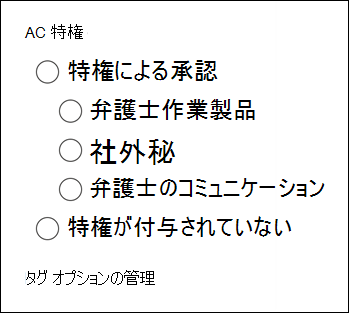 AC 特権
特権による承認
弁護士作業製品
社外秘
弁護士のコミュニケーション
特権が付与されていない
タグ オプションの管理